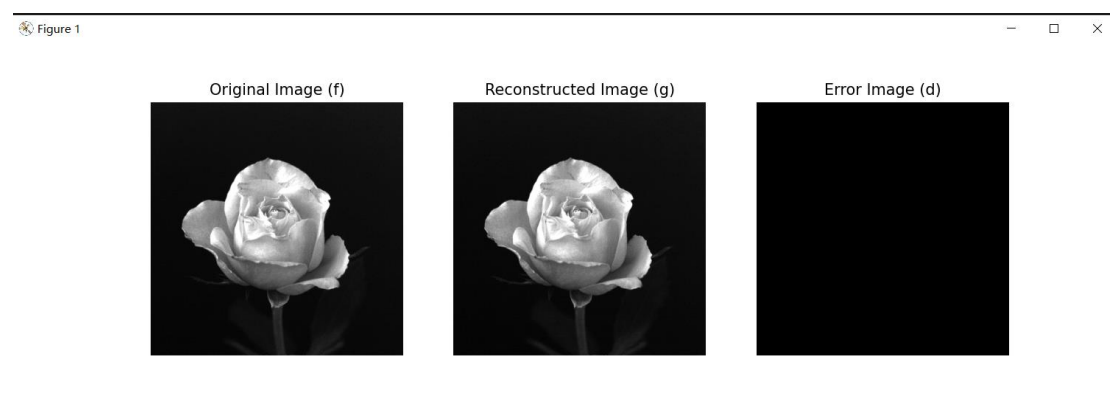 Figure 1
Original Image (f)
Reconstructed Image (g)
Error Image (d)